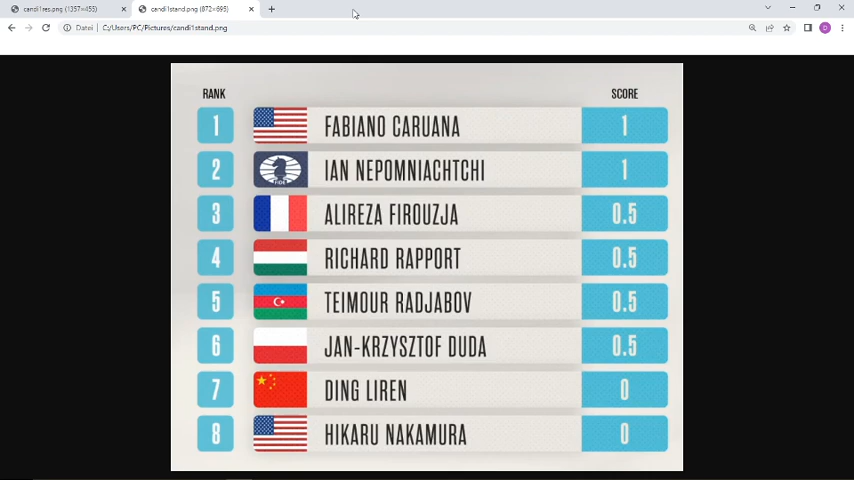 candi1res.png (1357×455)
candi1stand.png (872×695)
Datei
C:/Users/PC/Pictures/candi1stand.png
D
RANK SCORE
1 FABIANO CARUANA 1
2 IAN NEPOMNIACHTCHI 1
3 ALIREZA FIROUZJA 0.5
4 RICHARD RAPPORT 0.5
5 TEIMOUR RADJABOV 0.5
6 JAN-KRZYSZTOF DUDA 0.5
7 DING LIREN 0
8 HIKARU NAKAMURA 0